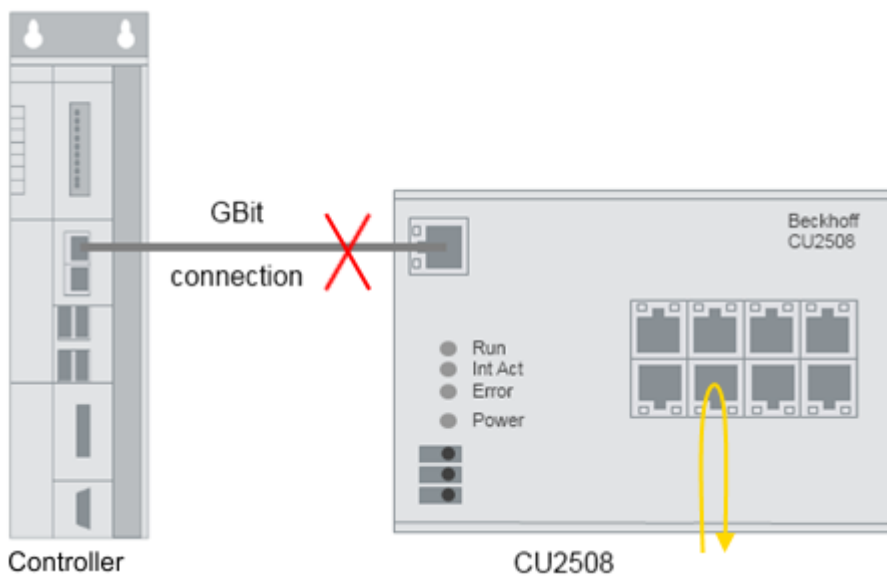 GBit
connection
Beckhoff
CU2508
Run
Int Act
Error
Power
Controller
CU2508